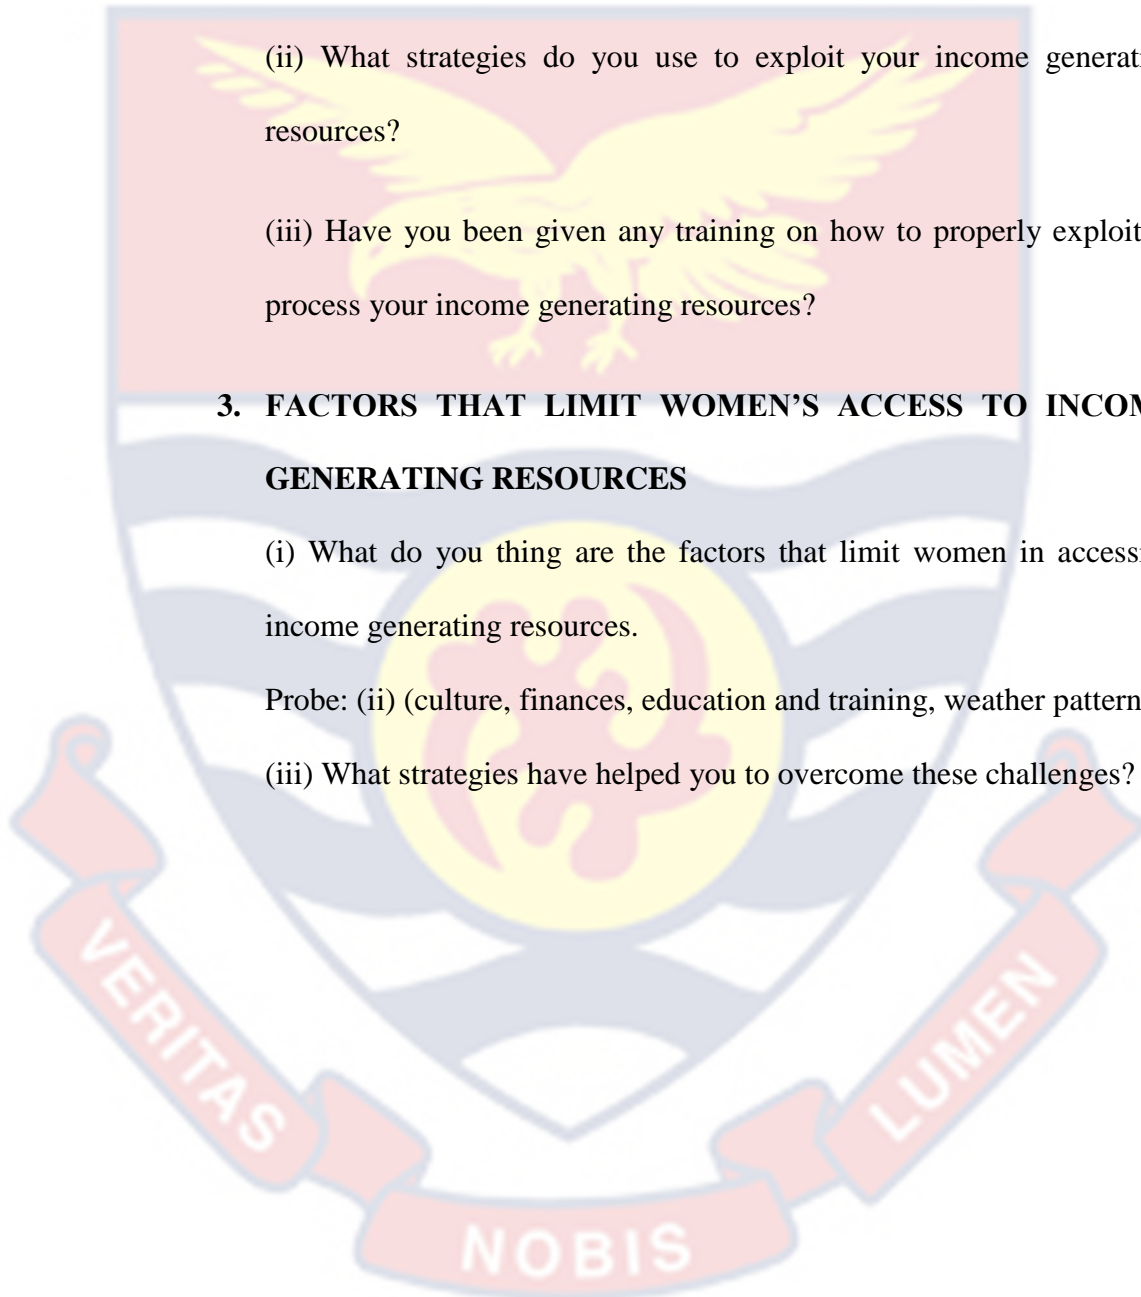 (ii) What strategies do you use to exploit your income generati
resources?
(iii) Have you been given any training on how to properly exploit
process your income generating resources?
3. FACTORS THAT LIMIT WOMEN’S ACCESS TO INCOM
GENERATING RESOURCES
(i) What do you thing are the factors that limit women in access
income generating resources.
Probe: (ii) (culture, finances, education and training, weather pattern
(iii) What strategies have helped you to overcome these challenges?
VERITAS
NOBIS
LUMEN